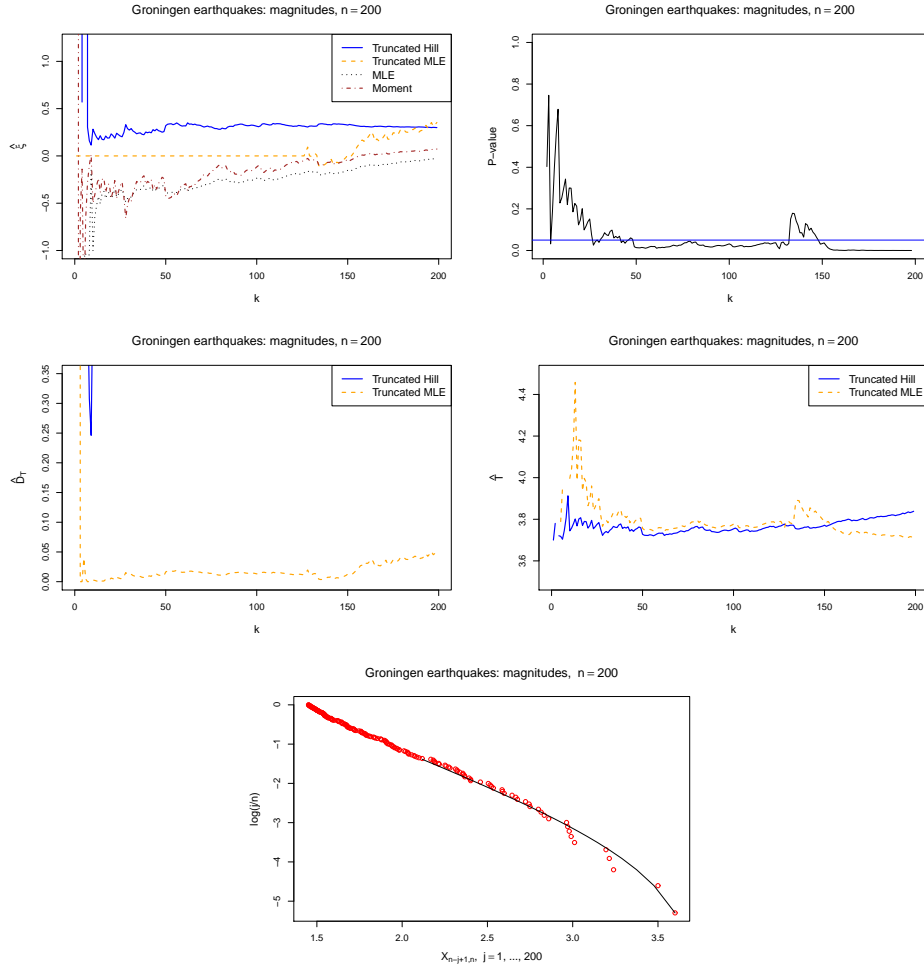 Groningen earthquakes: magnitudes, n = 200
ξ̂
1.0
0.5
0.0
−0.5
−1.0
Truncated Hill
Truncated MLE
MLE
Moment
0 50 100 150 200
k
Groningen earthquakes: magnitudes, n = 200
P−value
1.0
0.8
0.6
0.4
0.2
0.0
0 50 100 150 200
k
Groningen earthquakes: magnitudes, n = 200
D̂T
0.35
0.30
0.25
0.20
0.15
0.10
0.05
0.00
Truncated Hill
Truncated MLE
0 50 100 150 200
k
Groningen earthquakes: magnitudes, n = 200
T̂
4.4
4.2
4.0
3.8
3.6
Truncated Hill
Truncated MLE
0 50 100 150 200
k
Groningen earthquakes: magnitudes, n = 200
log(j/n)
0
−1
−2
−3
−4
−5
1.5 2.0 2.5 3.0 3.5
Xn−j+1,n, j = 1, ..., 200